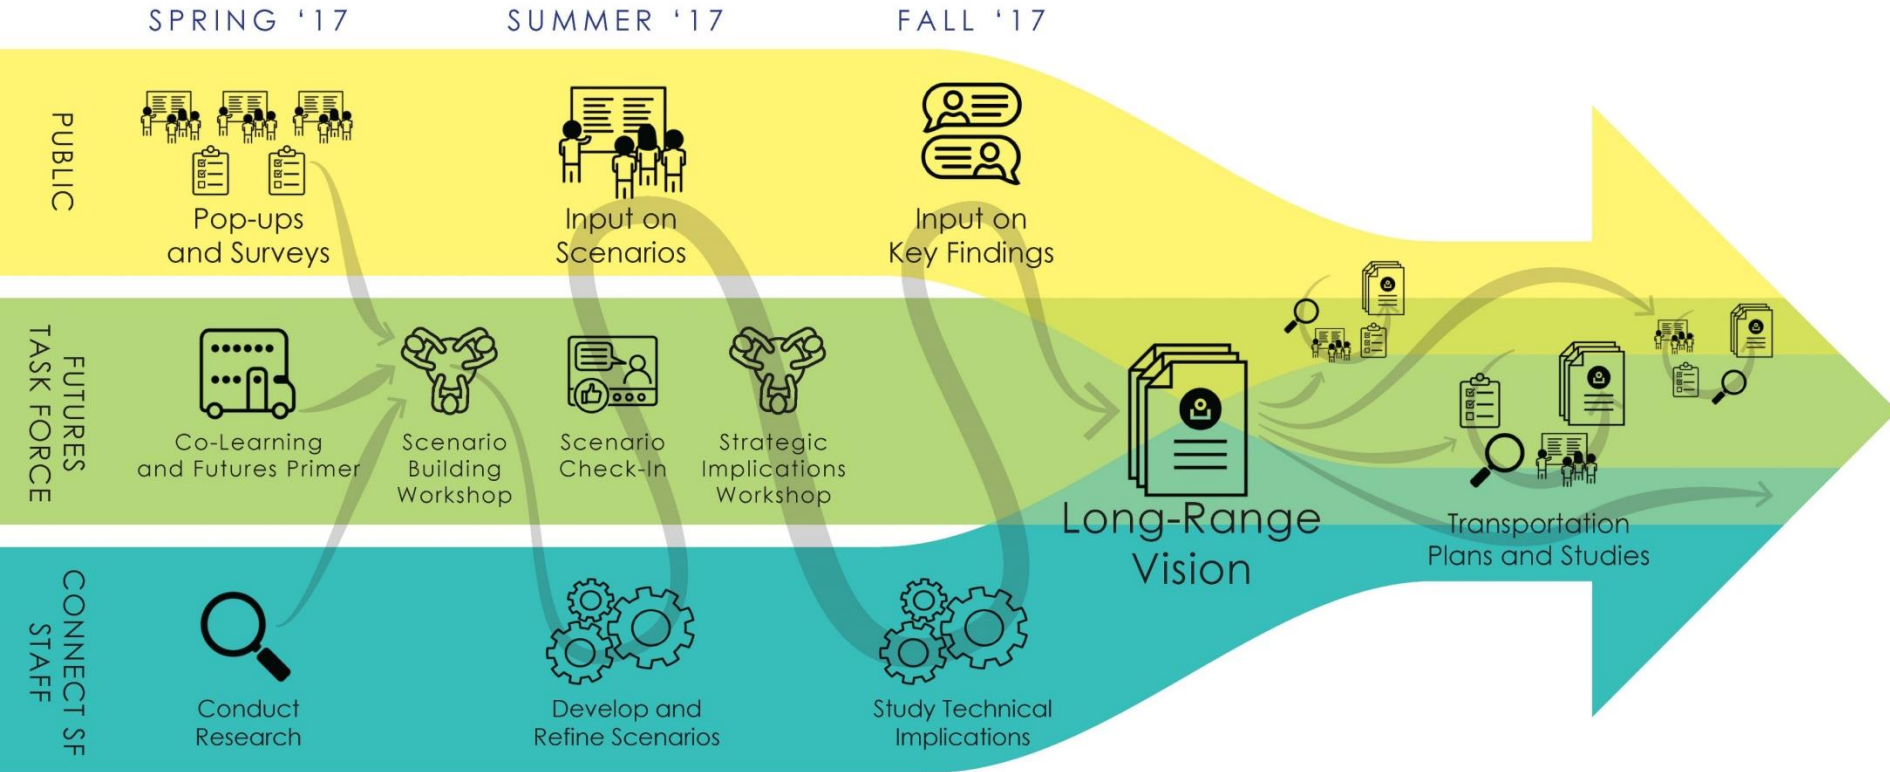 SPRING '17
SUMMER '17
FALL '17
PUBLIC
Pop-ups
and Surveys
Input on
Scenarios
Input on
Key Findings
FUTURES
TASK FORCE
Co-Learning
and Futures Primer
Scenario
Building
Workshop
Scenario
Check-In
Strategic
Implications
Workshop
Long-Range
Vision
Transportation
Plans and Studies
CONNECT SF
STAFF
Conduct
Research
Develop and
Refine Scenarios
Study Technical
Implications